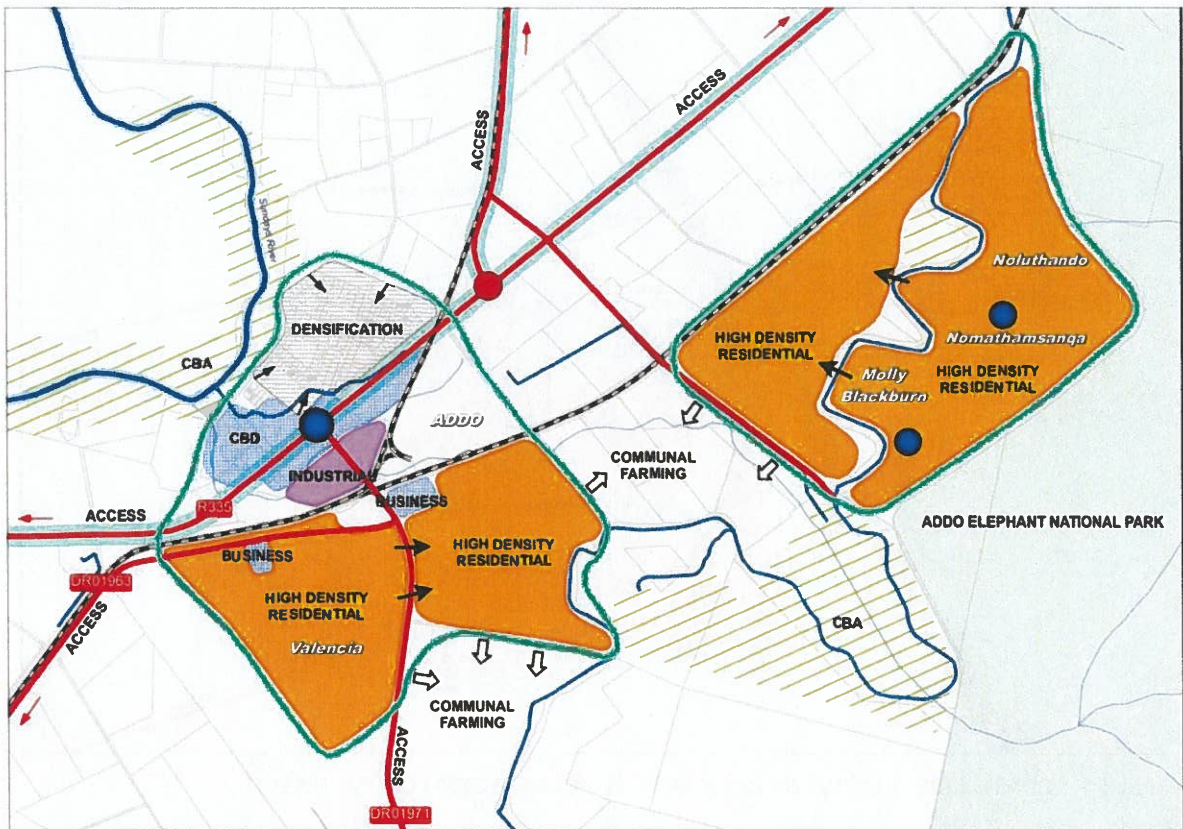 ACCESS
ACCESS
ACCESS
Sundays River
DENSIFICATION
CBA
CBD
ADDO
INDUSTRIAL
BUSINESS
R335
ACCESS
BUSINESS
DR01963
ACCESS
HIGH DENSITY
RESIDENTIAL
Valencia
HIGH DENSITY
RESIDENTIAL
COMMUNAL
FARMING
ACCESS
DR01971
COMMUNAL
FARMING
HIGH DENSITY
RESIDENTIAL
Noluthando
Nomathamsanqa
Molly
Blackburn
HIGH DENSITY
RESIDENTIAL
ADDO ELEPHANT NATIONAL PARK
CBA